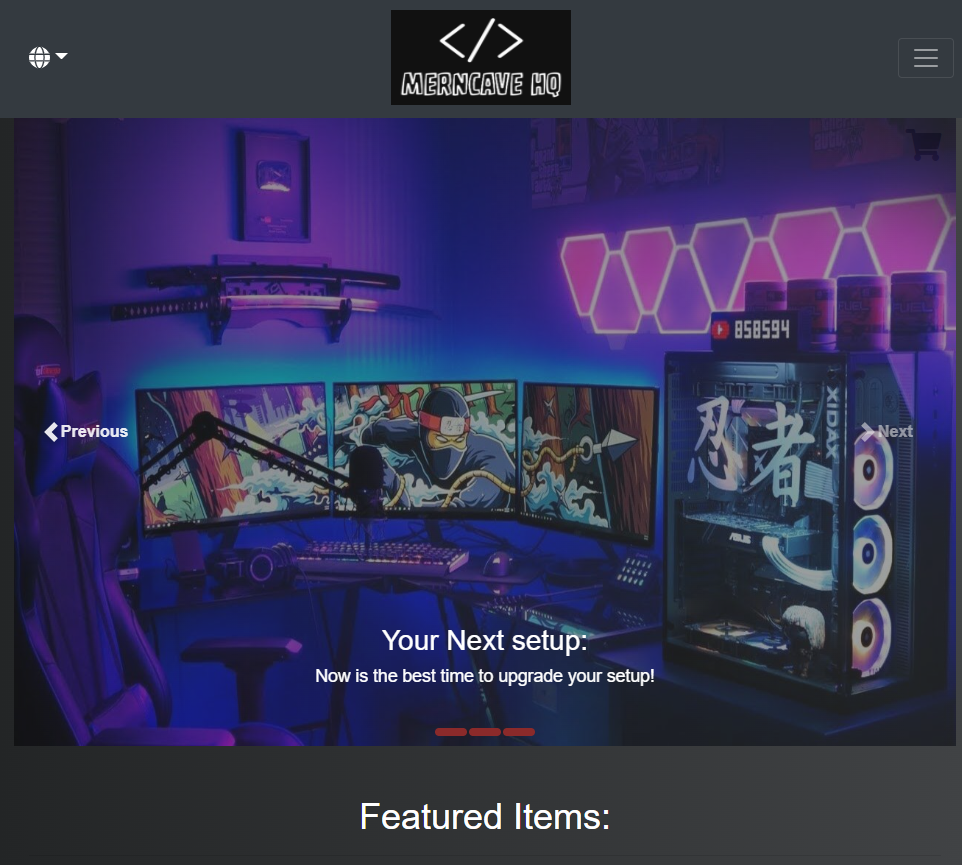 </>
MERNCAVE HQ
858594
XIDAX
Previous
Next
忍者
ASUS
Your Next setup:
Now is the best time to upgrade your setup!
Featured Items: